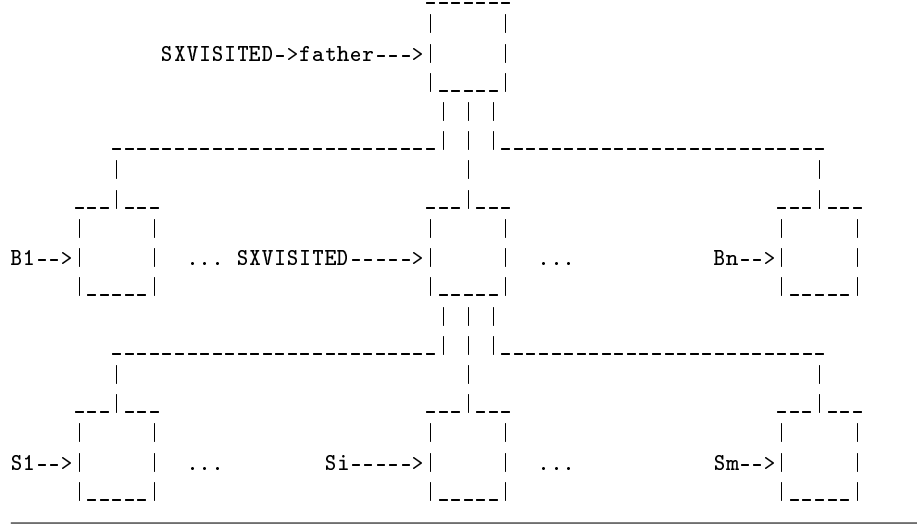 SXVISITED->father--->
B1--> ... SXVISITED-----> ... Bn-->
S1--> ... Si-----> ... Sm-->